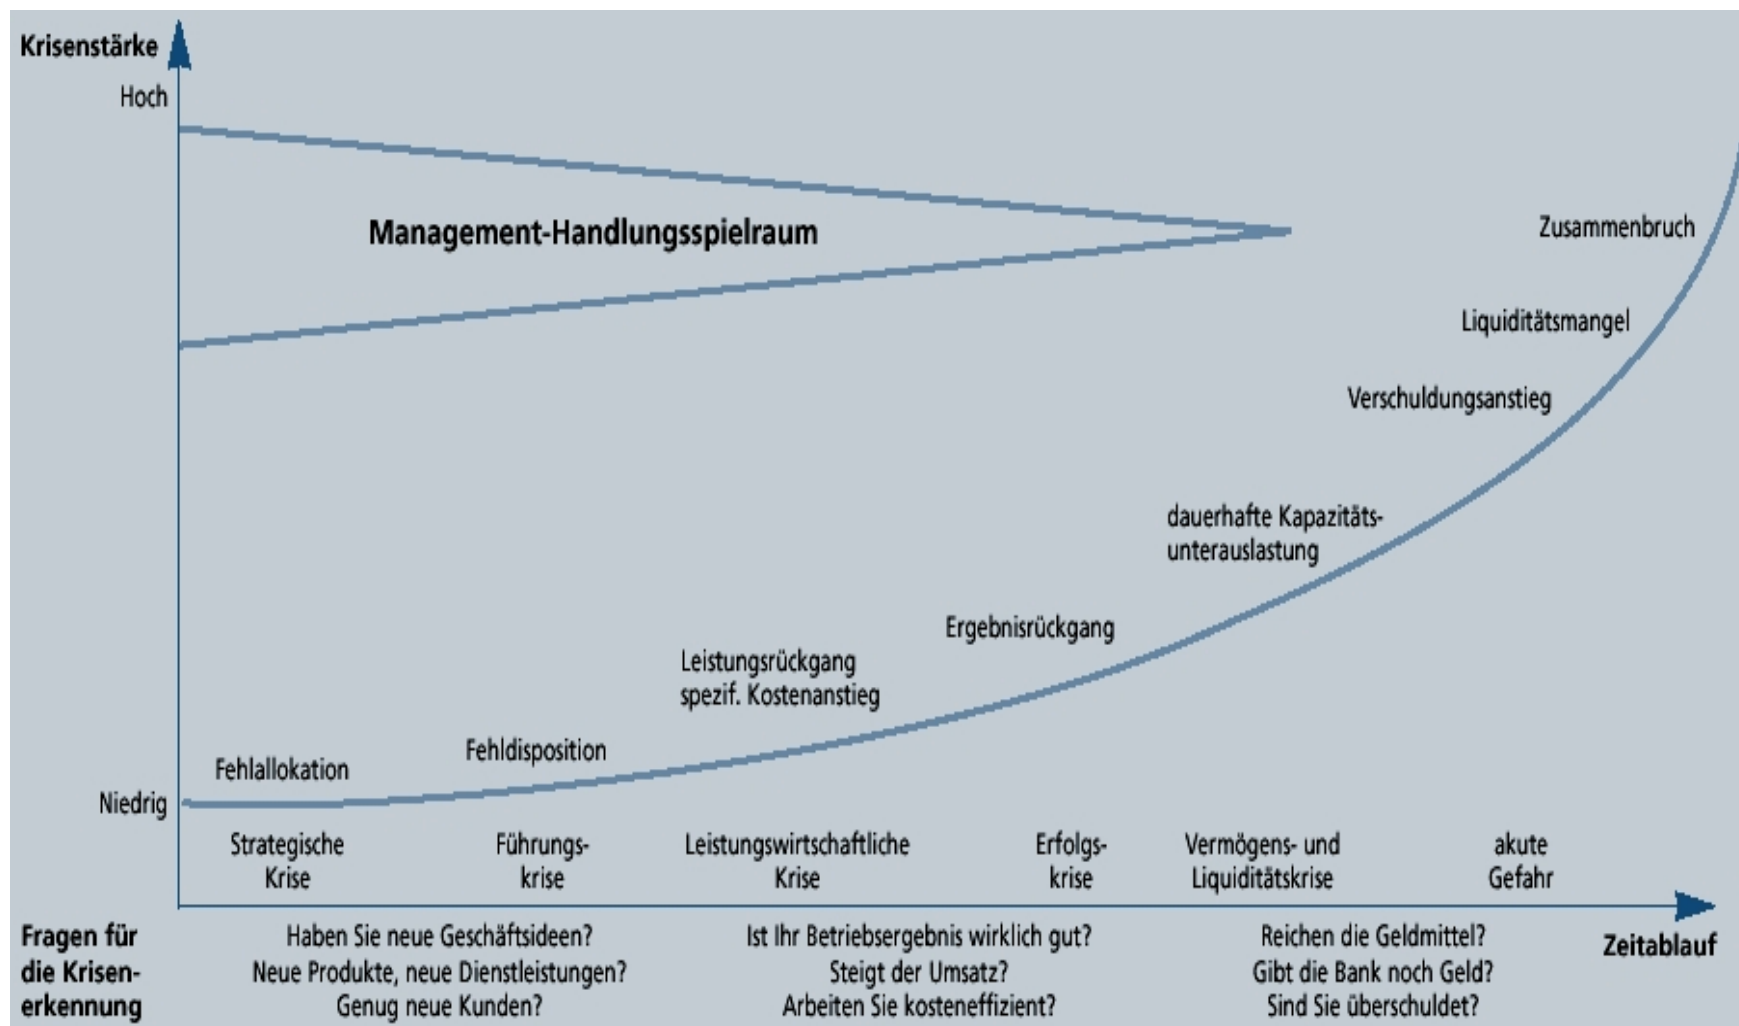 Krisenstärke
Hoch
Management-Handlungsspielraum
Zusammenbruch
Liquiditätsmangel
Verschuldungsanstieg
dauerhafte Kapazitäts-
unterauslastung
Ergebnisrückgang
Leistungsrückgang
spezif. Kostenanstieg
Fehldisposition
Fehlallokation
Niedrig
Strategische
Krise
Führungs-
krise
Leistungswirtschaftliche
Krise
Erfolgs-
krise
Vermögens- und
Liquiditätskrise
akute
Gefahr
Fragen für
die Krisen-
erkennung
Haben Sie neue Geschäftsideen?
Neue Produkte, neue Dienstleistungen?
Genug neue Kunden?
Ist Ihr Betriebsergebnis wirklich gut?
Steigt der Umsatz?
Arbeiten Sie kosteneffizient?
Reichen die Geldmittel?
Gibt die Bank noch Geld?
Sind Sie überschuldet?
Zeitablauf